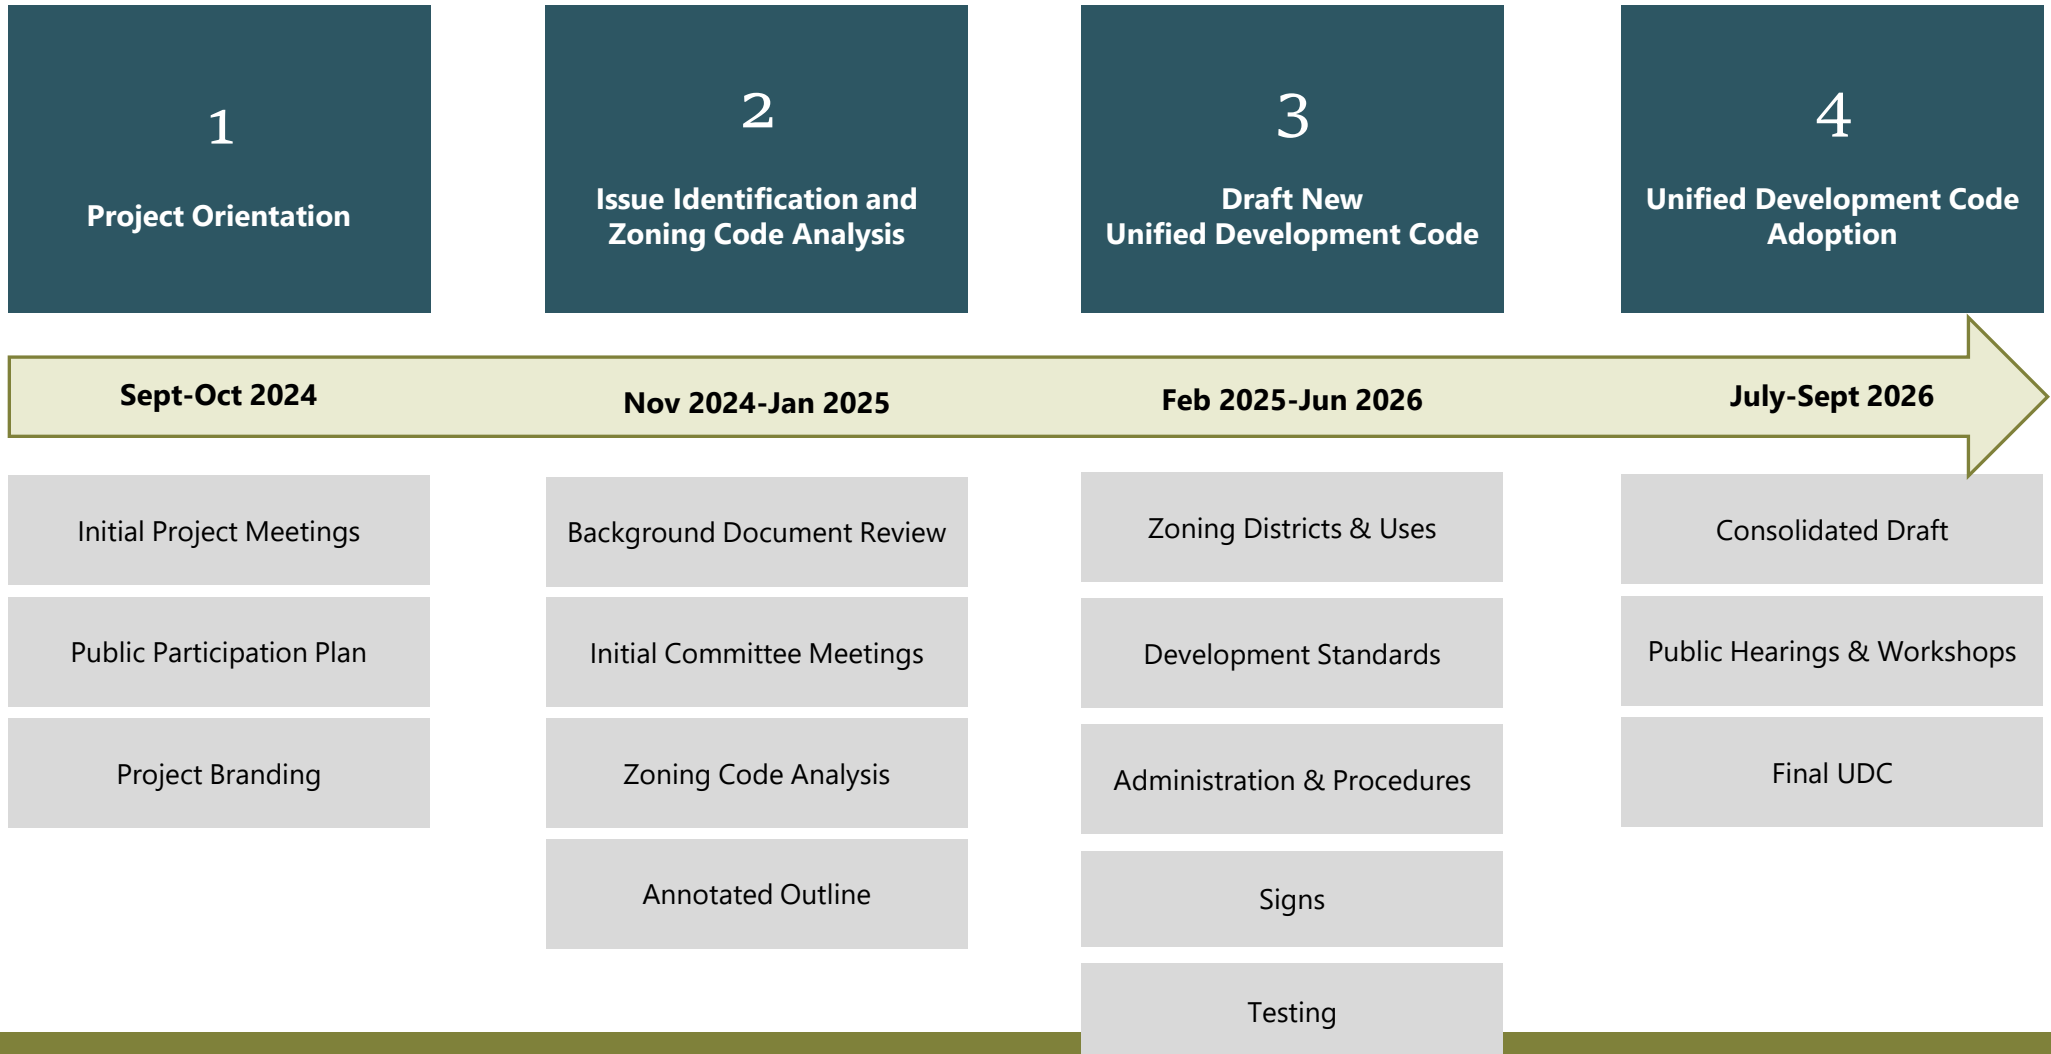 1
Project Orientation
2
Issue Identification and
Zoning Code Analysis
3
Draft New
Unified Development Code
4
Unified Development Code
Adoption
Sept-Oct 2024
Nov 2024-Jan 2025
Feb 2025-Jun 2026
July-Sept 2026
Initial Project Meetings
Public Participation Plan
Project Branding
Background Document Review
Initial Committee Meetings
Zoning Code Analysis
Annotated Outline
Zoning Districts & Uses
Development Standards
Administration & Procedures
Signs
Testing
Consolidated Draft
Public Hearings & Workshops
Final UDC